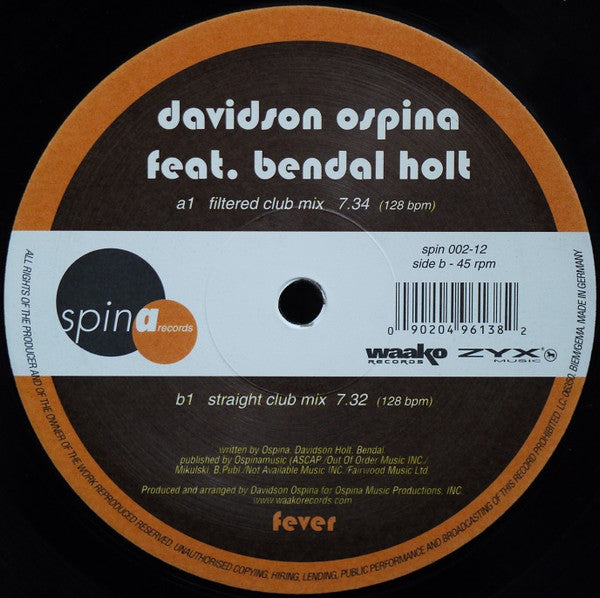 davidson ospina
feat. bendal holt
a1 filtered club mix 7.34 (128 bpm)
spina records
spin 002-12
side b - 45 rpm
0 90204 96138 2
waako RECORDS ZYX MUSIC
b1 straight club mix 7.32 (128 bpm)
written by Ospina, Davidson Holt, Bendal.
published by Ospinamusic (ASCAP /Out Of Order Music INC./
Mikulski, B.Publ./Not Available Music INC./Fairwood Music Ltd
Produced and arranged by Davidson Ospina for Ospina Music Productions, INC.
www.waakorecords.com
fever
ALL RIGHTS OF THE PRODUCER AND OF THE OWNER OF THE WORK REPRODUCED RESERVED. UNAUTHORISED COPYING, HIRING, LENDING, PUBLIC PERFORMANCE AND BROADCASTING OF THIS RECORD PROHIBITED. LC. 06350. BIEM/GEMA. MADE IN GERMANY